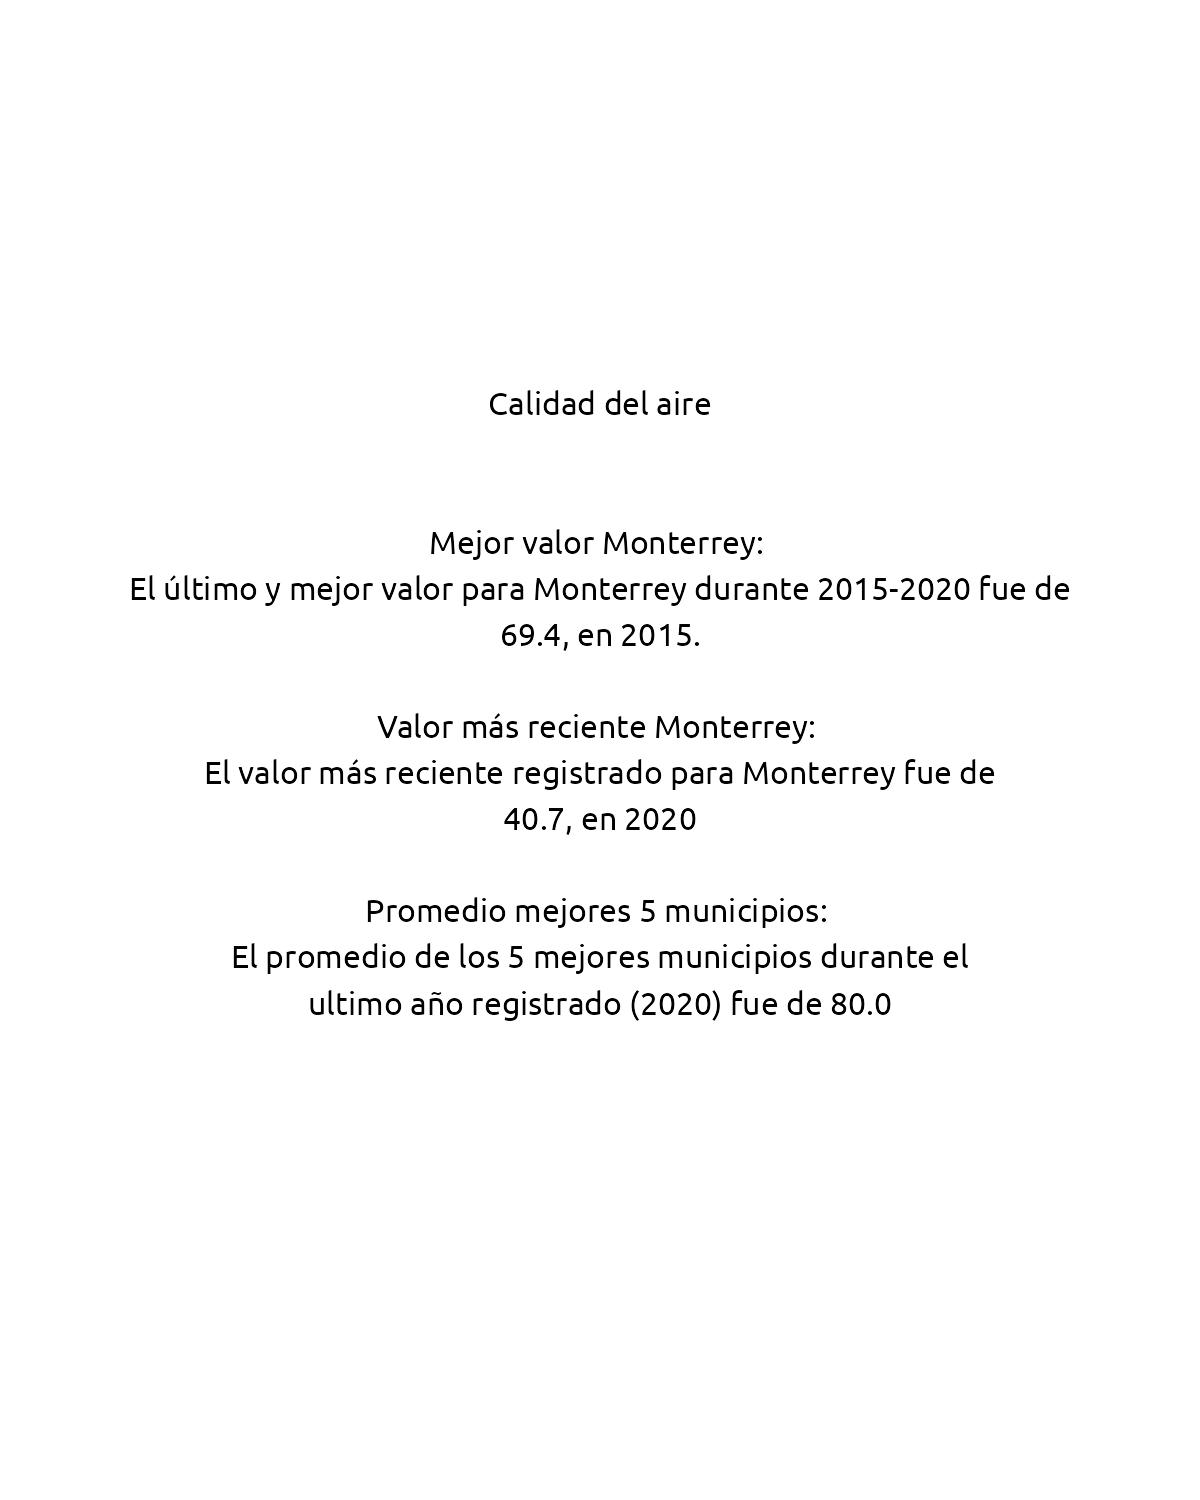 Calidad del aire
Mejor valor Monterrey:
El último y mejor valor para Monterrey durante 2015-2020 fue de
69.4, en 2015.
Valor más reciente Monterrey:
El valor más reciente registrado para Monterrey fue de
40.7, en 2020
Promedio mejores 5 municipios:
El promedio de los 5 mejores municipios durante el
ultimo año registrado (2020) fue de 80.0